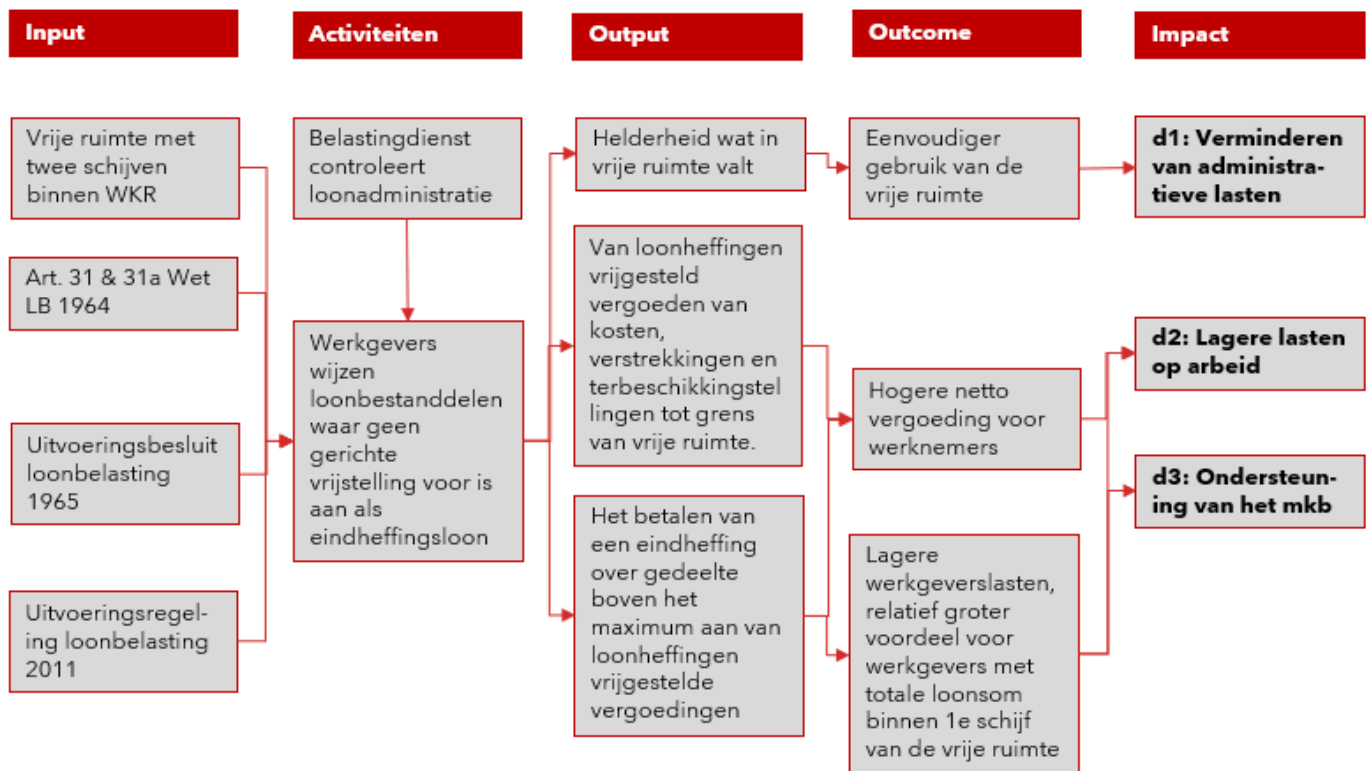 Input
Activiteiten
Output
Outcome
Impact
Vrije ruimte met
twee schijven
binnen WKR
Art. 31 & 31a Wet
LB 1964
Uitvoeringsbesluit
loonbelasting
1965
Uitvoeringsregel-
ing loonbelasting
2011
Belastingdienst
controleert
loonadministratie
Werkgevers
wijzen
loonbestanddelen
waar geen
gerichte
vrijstelling voor is
aan als
eindheffingsloon
Helderheid wat in
vrije ruimte valt
Van loonheffingen
vrijgesteld
vergoeden van
kosten,
verstrekkingen en
terbeschikkingstel
lingen tot grens
van vrije ruimte.
Het betalen van
een eindheffing
over gedeelte
boven het
maximum aan van
loonheffingen
vrijgestelde
vergoedingen
Eenvoudiger
gebruik van de
vrije ruimte
Hogere netto
vergoeding voor
werknemers
Lagere
werkgeverslasten,
relatief groter
voordeel voor
werkgevers met
totale loonsom
binnen 1e schijf
van de vrije ruimte
d1: Verminderen
van administra-
tieve lasten
d2: Lagere lasten
op arbeid
d3: Ondersteun-
ing van het mkb